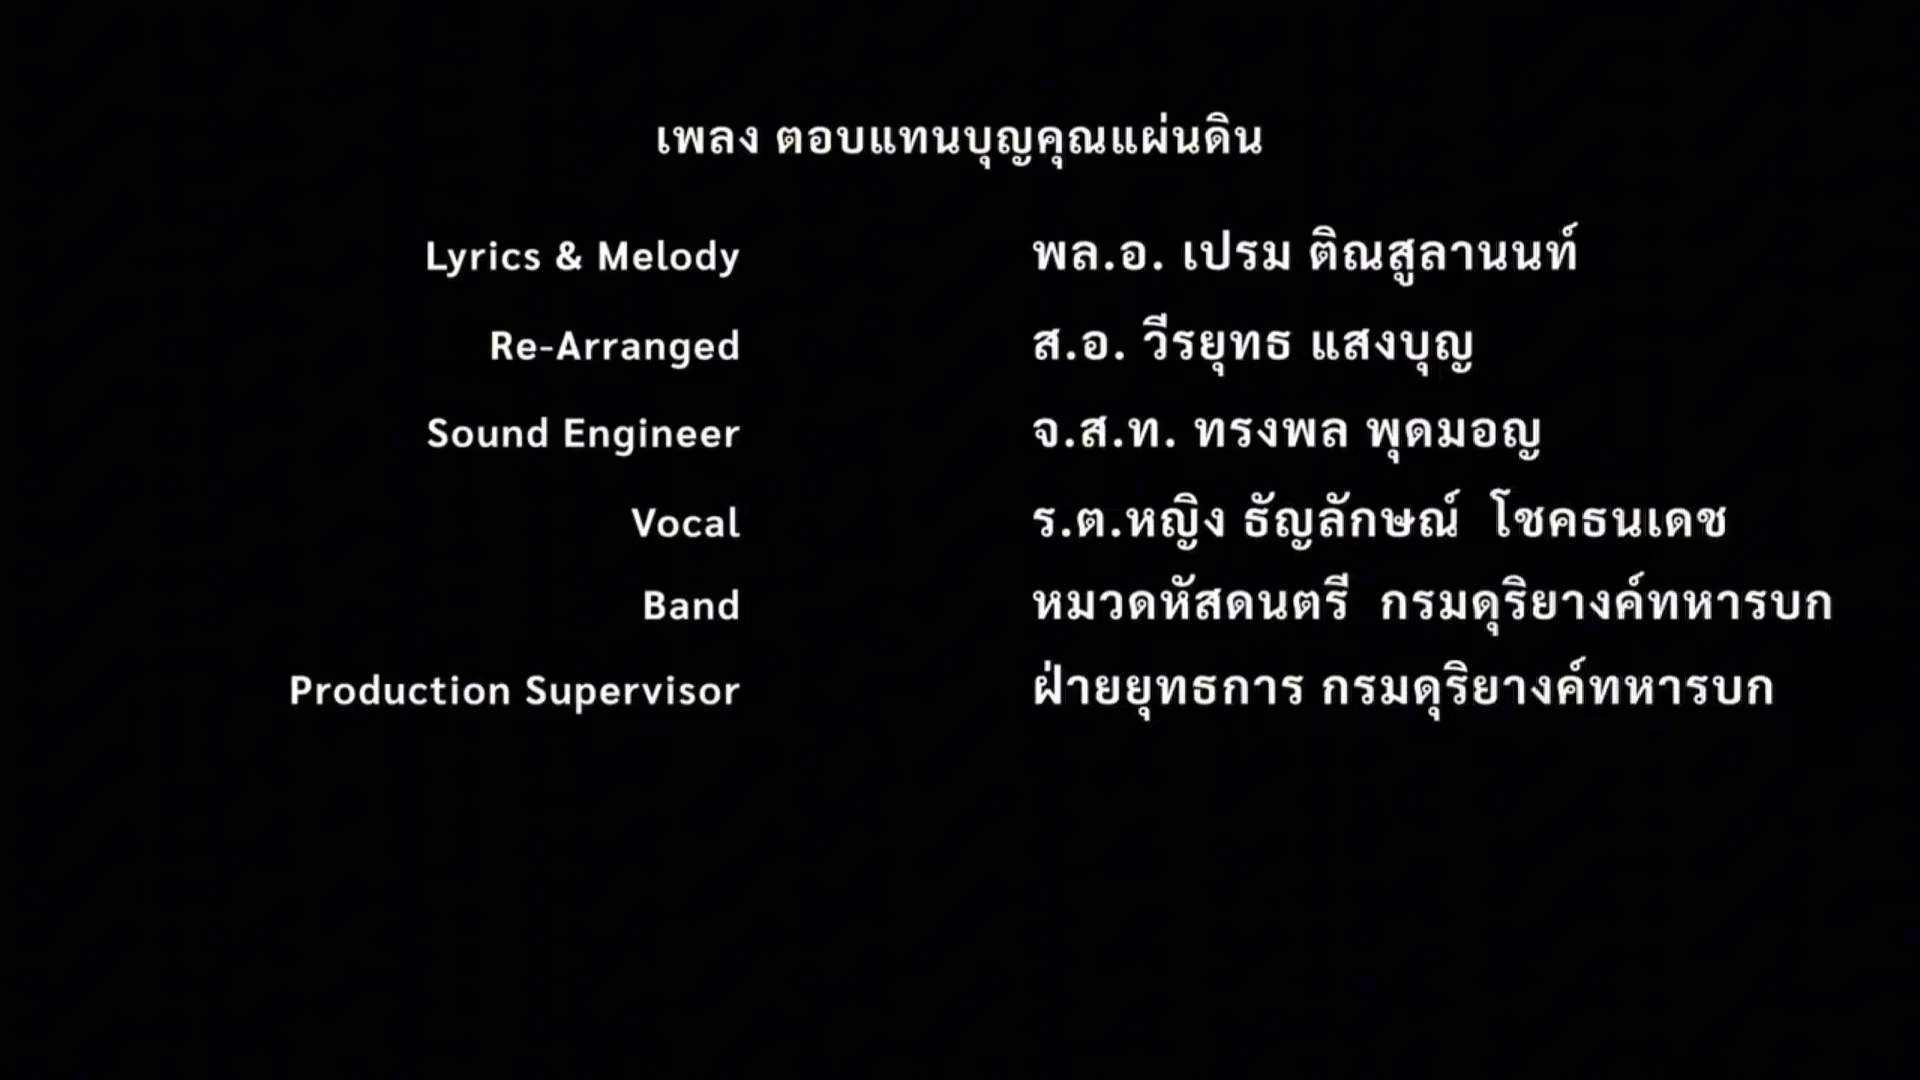 เพลง ตอบแทนบุญคุณแผ่นดิน
Lyrics & Melody พล.อ. เปรม ติณสูลานนท์
Re-Arranged ส.อ. วีรยุทธ แสงบุญ
Sound Engineer จ.ส.ท. ทรงพล พุดมอญ
Vocal ร.ต.หญิง ธัญลักษณ์ โชคธนเดช
Band หมวดหัสดนตรี กรมดุริยางค์ทหารบก
Production Supervisor ฝ่ายยุทธการ กรมดุริยางค์ทหารบก